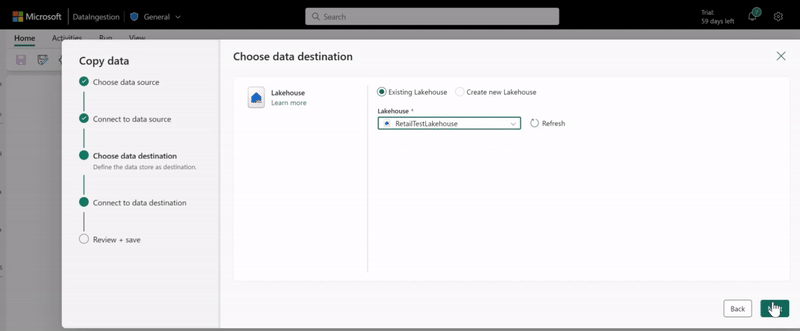 Microsoft DataIngestion General Search Trial:
59 days left
Home Activities Run View
Copy data
Choose data source
Connect to data source
Choose data destination
Define the data store as destination.
Connect to data destination
Review + save
Choose data destination
Lakehouse
Learn more
Existing Lakehouse Create new Lakehouse
Lakehouse *
RetailTestLakehouse Refresh
Back